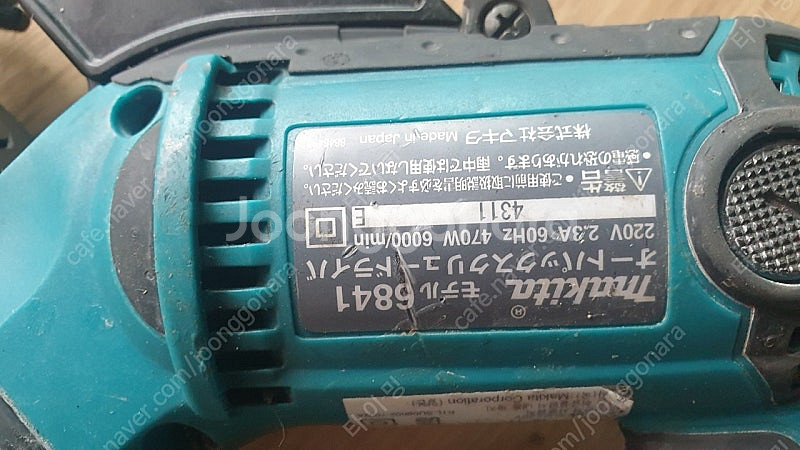 makita®
モデル 6841
オートパックスクリュードライバ
220V 2.3A 60Hz 470W 6000/min
4311 E
警告
• ご使用前に取扱説明書を必ずよくお読みください。
• 感電の恐れがあります。雨中では使用しないでください。
株式会社 マキタ Made in Japan
Makita Corporation
Joonggonara
cafe.naver.com/joonggonara